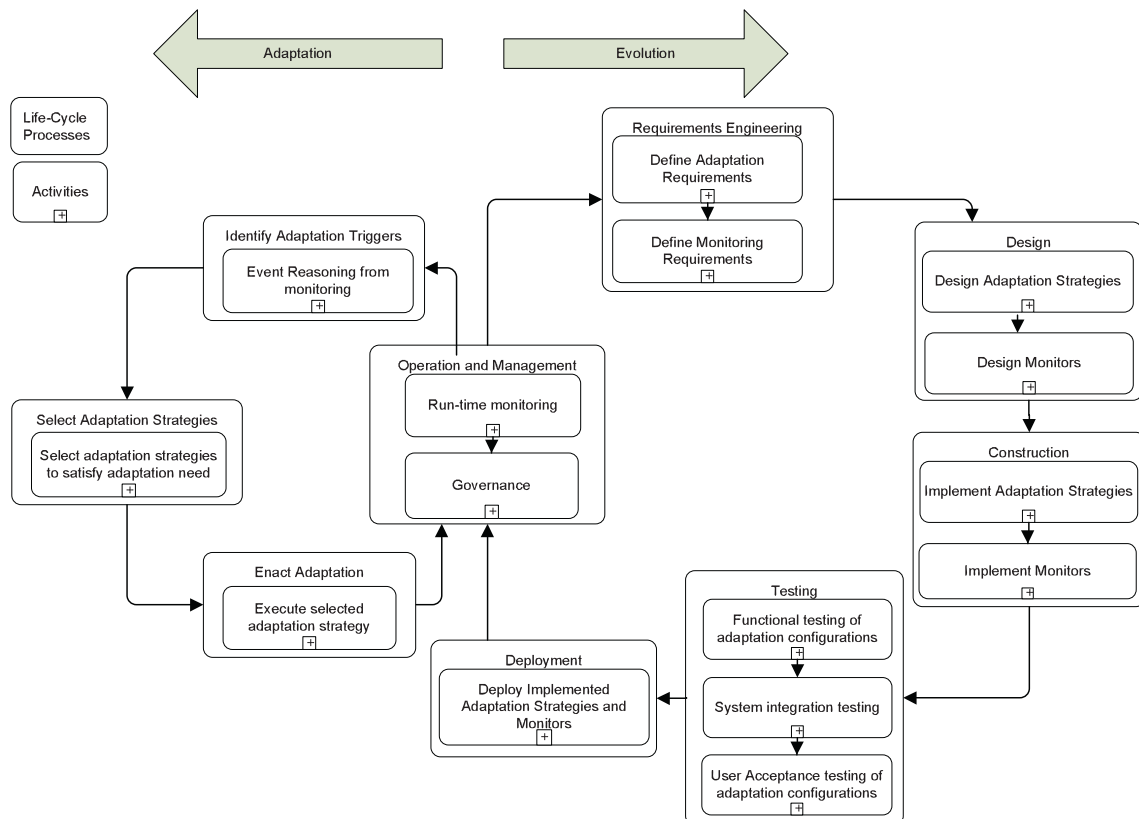 Adaptation
Evolution
Life-Cycle
Processes
Activities
Requirements Engineering
Define Adaptation
Requirements
Define Monitoring
Requirements
Identify Adaptation Triggers
Event Reasoning from
monitoring
Design
Design Adaptation Strategies
Design Monitors
Operation and Management
Run-time monitoring
Governance
Select Adaptation Strategies
Select adaptation strategies
to satisfy adaptation need
Construction
Implement Adaptation Strategies
Implement Monitors
Enact Adaptation
Execute selected
adaptation strategy
Testing
Functional testing of
adaptation configurations
System integration testing
User Acceptance testing of
adaptation configurations
Deployment
Deploy Implemented
Adaptation Strategies and
Monitors